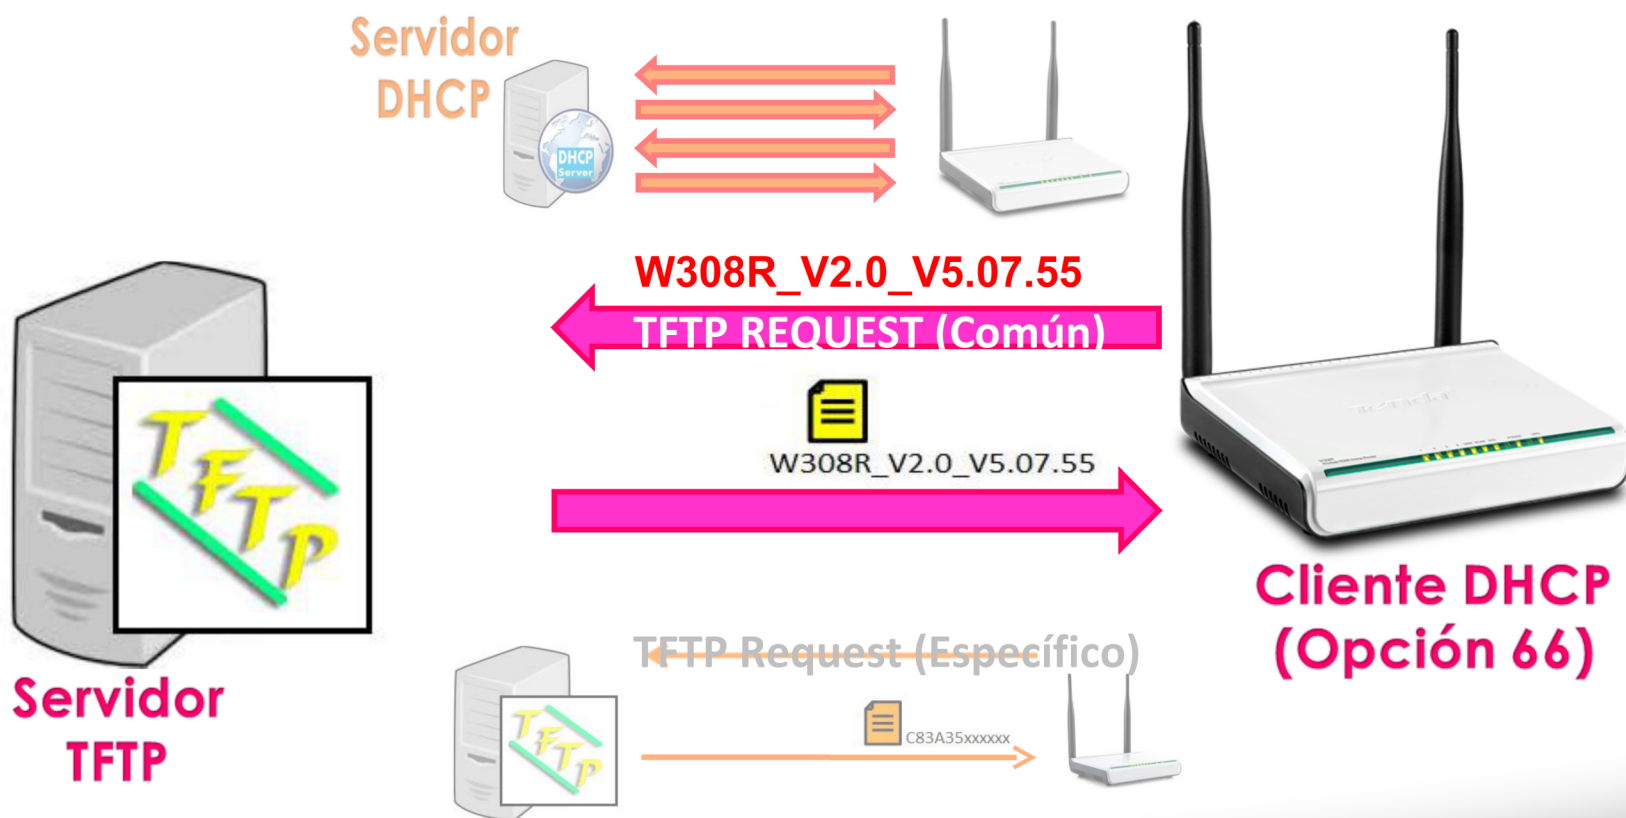 Servidor
DHCP
DHCP
Server
W308R_V2.0_V5.07.55
TFTP REQUEST (Común)
W308R_V2.0_V5.07.55
TFTP
Tenda
Cliente DHCP
(Opción 66)
Servidor
TFTP
TFTP Request (Específico)
C83A35xxxxxx
TFTP